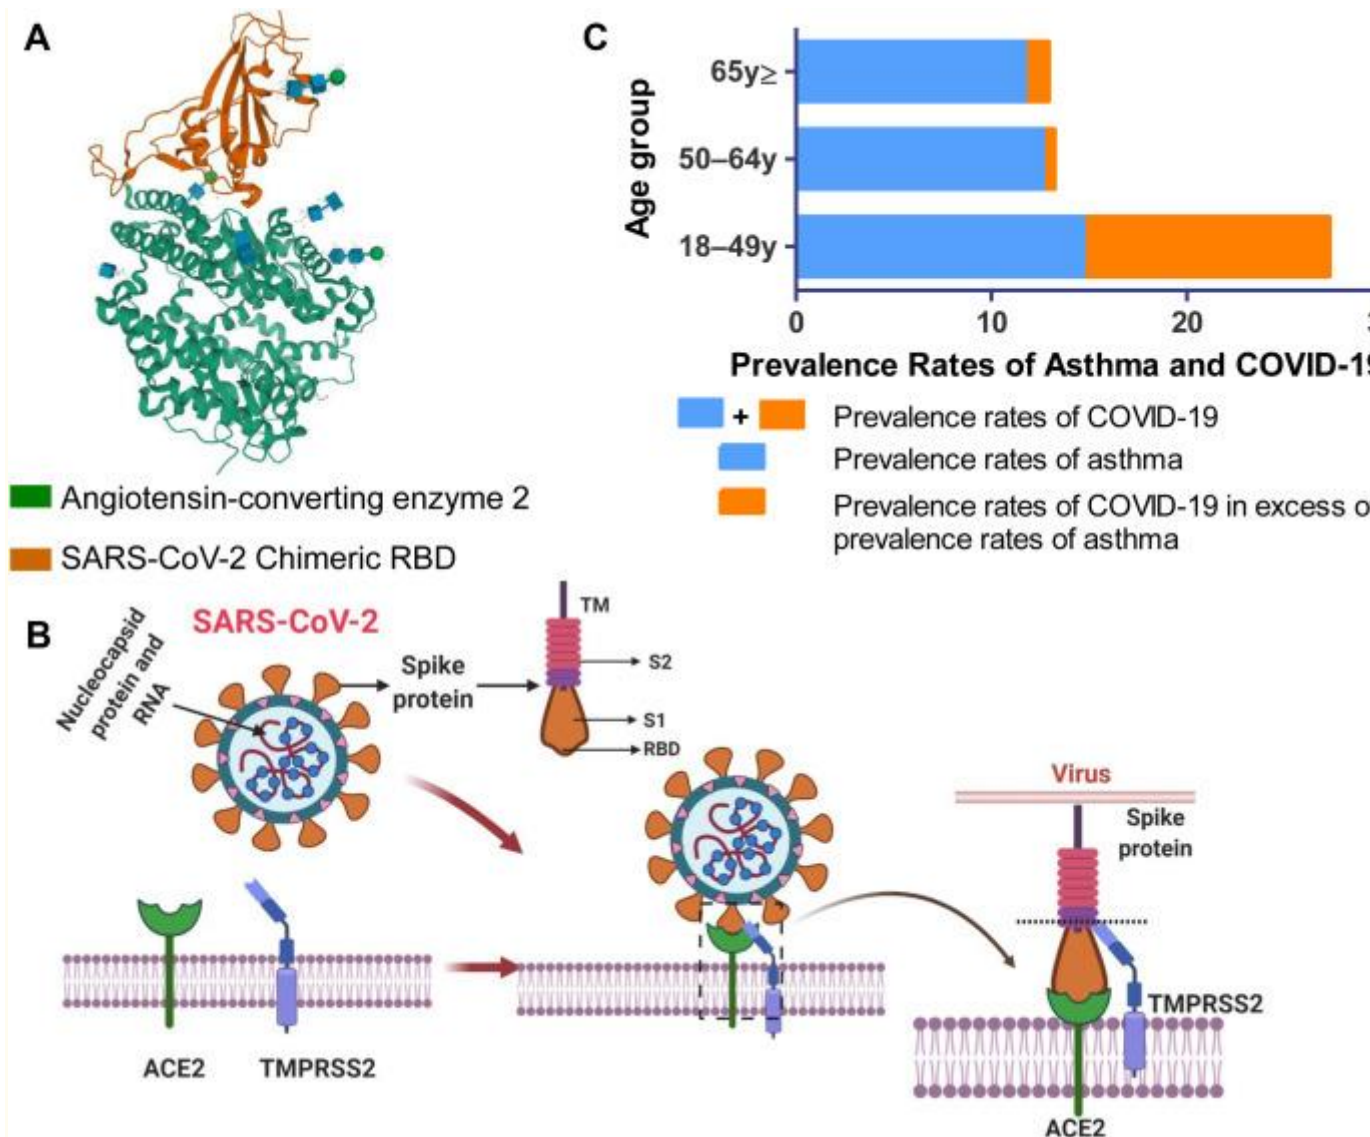 A
Angiotensin-converting enzyme 2
SARS-CoV-2 Chimeric RBD
C
Age group
65y≥
50–64y
18–49y
0
10
20
Prevalence Rates of Asthma and COVID-19
+
Prevalence rates of COVID-19
Prevalence rates of asthma
Prevalence rates of COVID-19 in excess o
prevalence rates of asthma
B
SARS-CoV-2
Nucleocapsid
protein and
RNA
Spike
protein
TM
S2
S1
RBD
ACE2
TMPRSS2
Virus
Spike
protein
TMPRSS2
ACE2